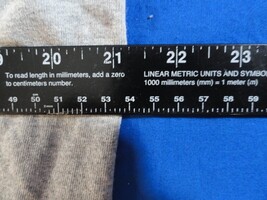 20 21 22 23
To read length in millimeters, add a zero LINEAR METRIC UNITS AND SYMBO
to centimeters number. 1000 millimeters (mm) = 1 meter (m)
49 50 51 52 53 54 55 56 57 58 59